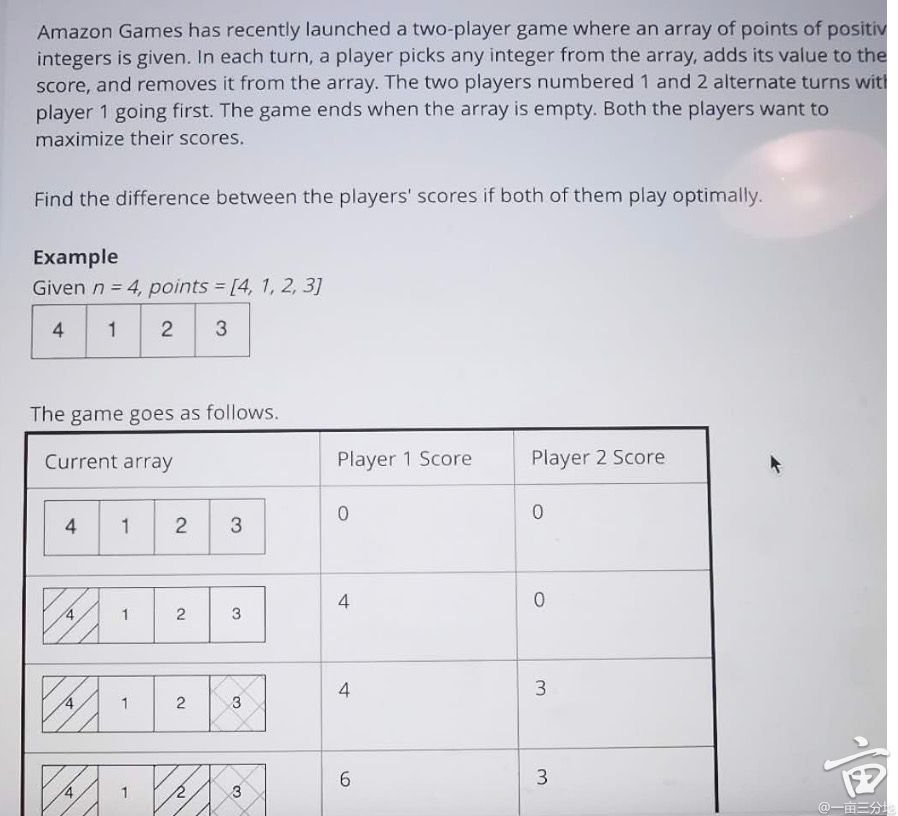 Amazon Games has recently launched a two-player game where an array of points of positiv
integers is given. In each turn, a player picks any integer from the array, adds its value to the
score, and removes it from the array. The two players numbered 1 and 2 alternate turns wit
player 1 going first. The game ends when the array is empty. Both the players want to
maximize their scores.
Find the difference between the players' scores if both of them play optimally.
Example
Given n = 4, points = [4, 1, 2, 3]
4 1 2 3
The game goes as follows.
Current array Player 1 Score Player 2 Score
4 1 2 3 0 0
4 1 2 3 4 0
4 1 2 3 4 3
4 1 2 3 6 3
@一亩三分地